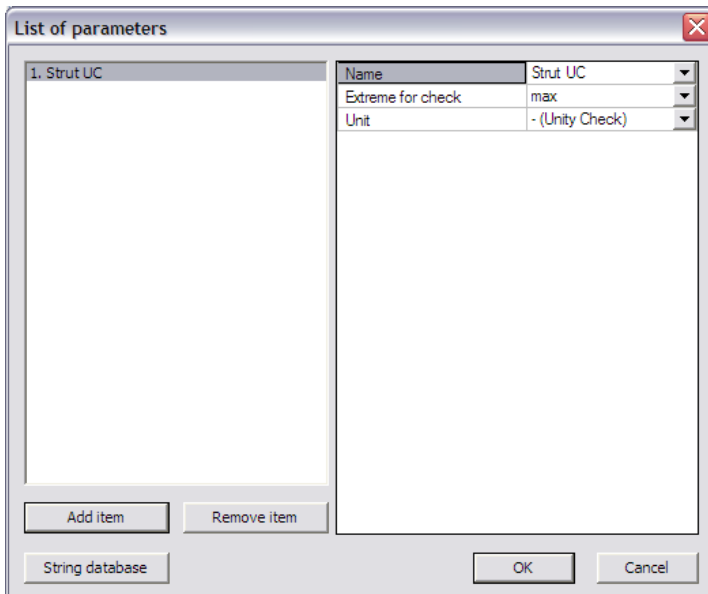 List of parameters
1. Strut UC
Name Strut UC
Extreme for check max
Unit - (Unity Check)
Add item Remove item
String database OK Cancel